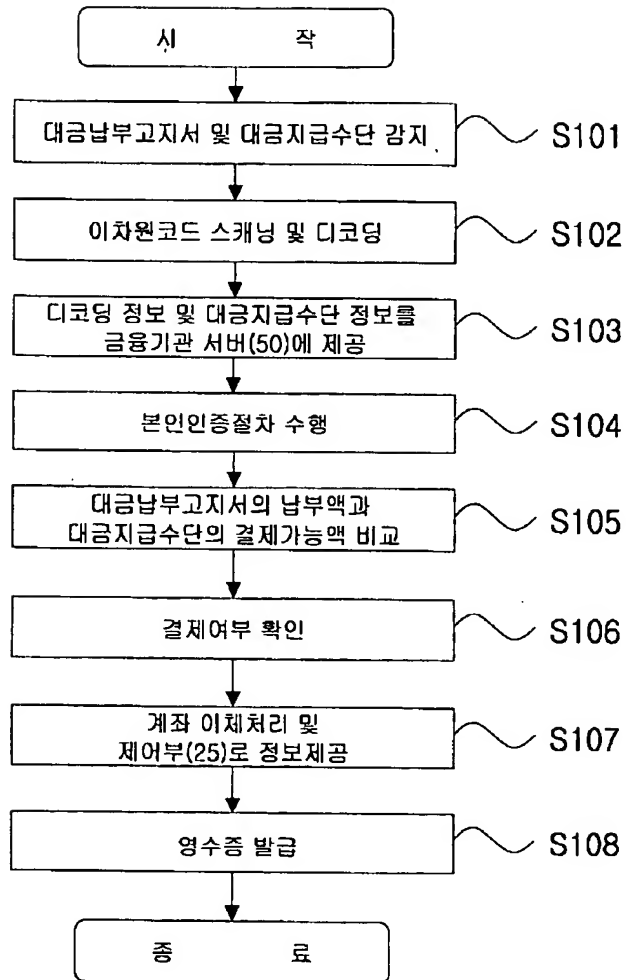 시 작
대금납부고지서 및 대금지급수단 감지
S101
이차원코드 스캐닝 및 디코딩
S102
디코딩 정보 및 대금지급수단 정보를
금융기관 서버(50)에 제공
S103
본인인증절차 수행
S104
대금납부고지서의 납부액과
대금지급수단의 결제가능액 비교
S105
결제여부 확인
S106
계좌 이체처리 및
제어부(25)로 정보제공
S107
영수증 발급
S108
종 료